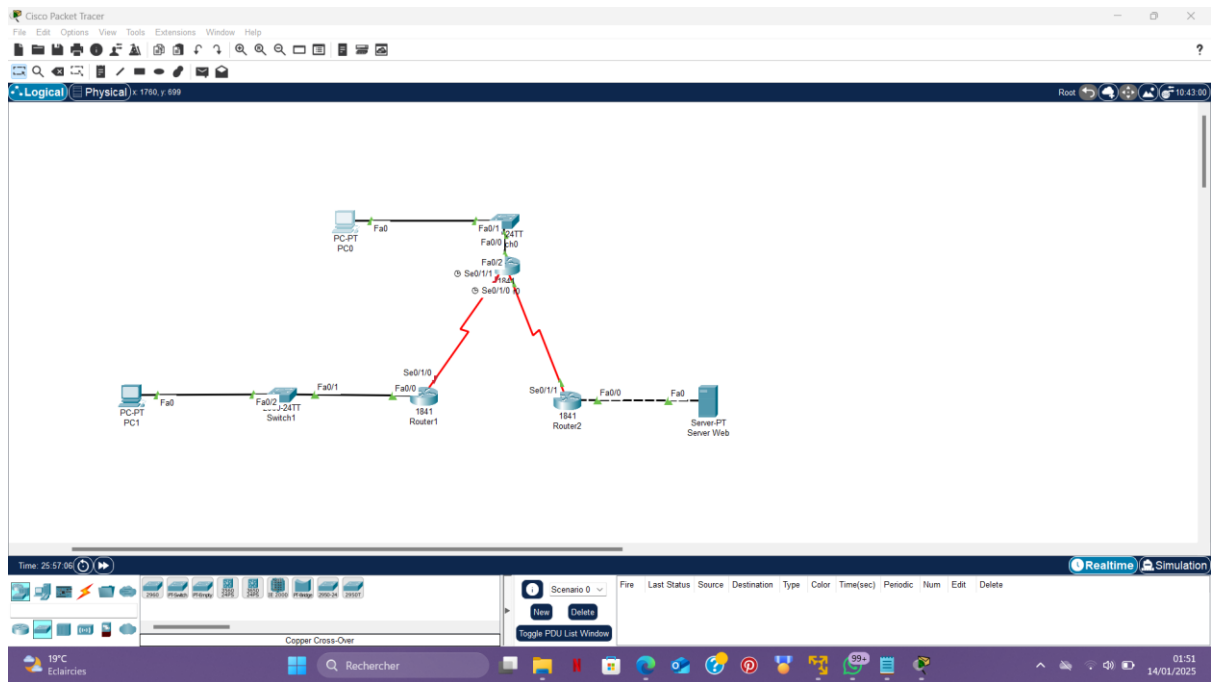 Cisco Packet Tracer
File Edit Options View Tools Extensions Window Help
?
Logical Physical x: 1760, y: 699
Root 10:43:00
Fa0
PC-PT
PC0
Fa0/1
24TT
Fa0/0
ch0
Fa0/2
Se0/1/1
1841
Se0/1/0
Se0/1/0
Fa0/0
1841
Router1
Fa0/1
Fa0/2
-24TT
Switch1
Fa0
PC-PT
PC1
Se0/1/1
Fa0/0
1841
Router2
Fa0
Server-PT
Server Web
Time: 25:57:06
Realtime Simulation
Scenario 0
New Delete
Toggle PDU List Window
Fire Last Status Source Destination Type Color Time(sec) Periodic Num Edit Delete
Copper Cross-Over
19°C
Eclaircies
Rechercher
99+
01:51
14/01/2025